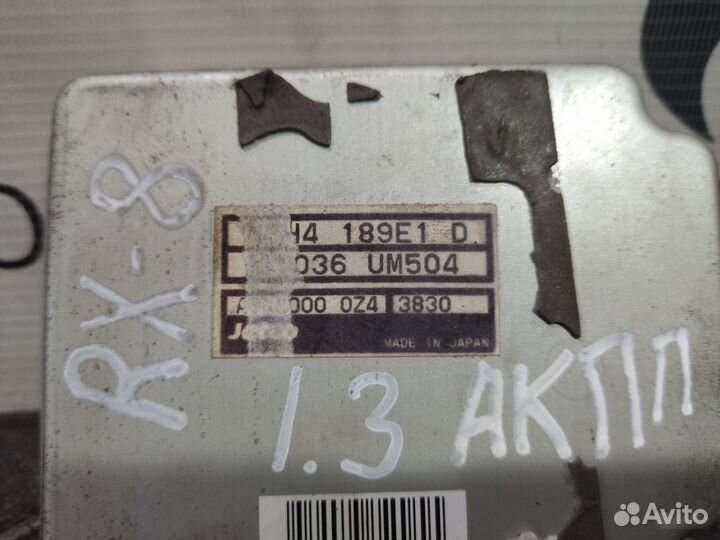 RX-8
H4 189E1 D
036 UM504
000 0Z4 3830
MADE IN JAPAN
1.3 АКПП
Avito